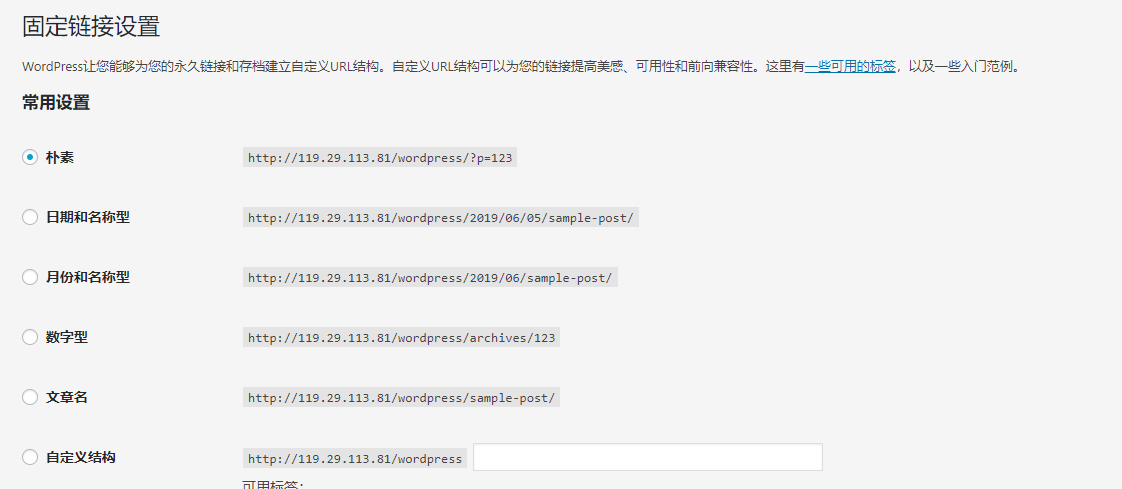 固定链接设置
WordPress让您能够为您的永久链接和存档建立自定义URL结构。自定义URL结构可以为您的链接提高美感、可用性和前向兼容性。这里有一些可用的标签，以及一些入门范例。
常用设置
朴素 http://119.29.113.81/wordpress/?p=123
日期和名称型 http://119.29.113.81/wordpress/2019/06/05/sample-post/
月份和名称型 http://119.29.113.81/wordpress/2019/06/sample-post/
数字型 http://119.29.113.81/wordpress/archives/123
文章名 http://119.29.113.81/wordpress/sample-post/
自定义结构 http://119.29.113.81/wordpress
可用标签：